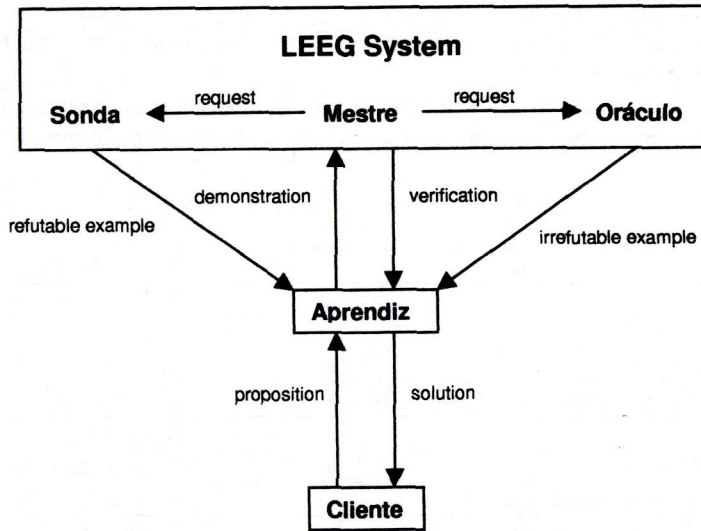 LEEG System
request
request
Sonda
Mestre
Oráculo
demonstration
verification
refutable example
irrefutable example
Aprendiz
proposition
solution
Cliente